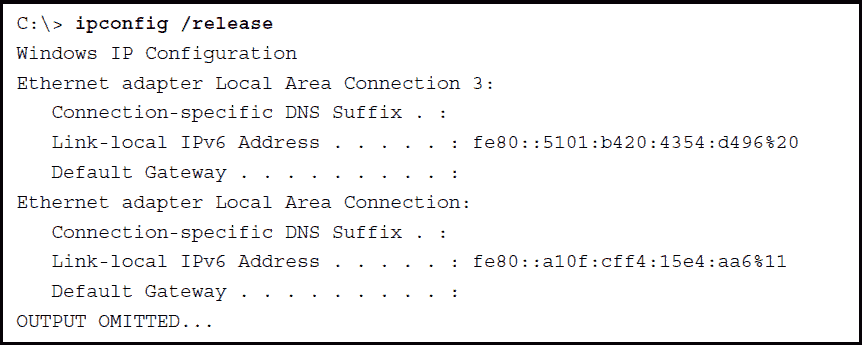 C:\> ipconfig /release
Windows IP Configuration
Ethernet adapter Local Area Connection 3:
   Connection-specific DNS Suffix . :
   Link-local IPv6 Address . . . . . : fe80::5101:b420:4354:d496%20
   Default Gateway . . . . . . . . . :
Ethernet adapter Local Area Connection:
   Connection-specific DNS Suffix . :
   Link-local IPv6 Address . . . . . : fe80::a10f:cff4:15e4:aa6%11
   Default Gateway . . . . . . . . . :
OUTPUT OMITTED...